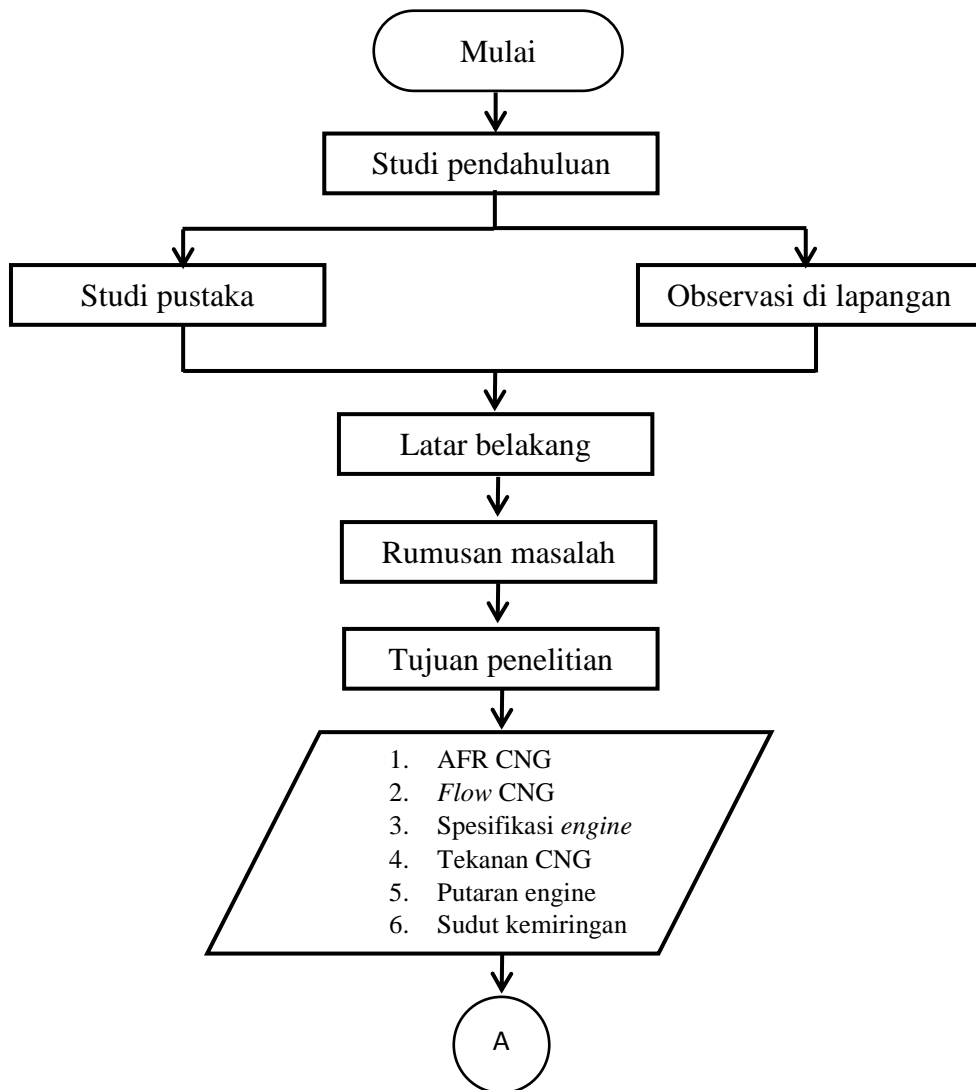 Mulai
Studi pendahuluan
Studi pustaka
Observasi di lapangan
Latar belakang
Rumusan masalah
Tujuan penelitian
1. AFR CNG
2. Flow CNG
3. Spesifikasi engine
4. Tekanan CNG
5. Putaran engine
6. Sudut kemiringan
A